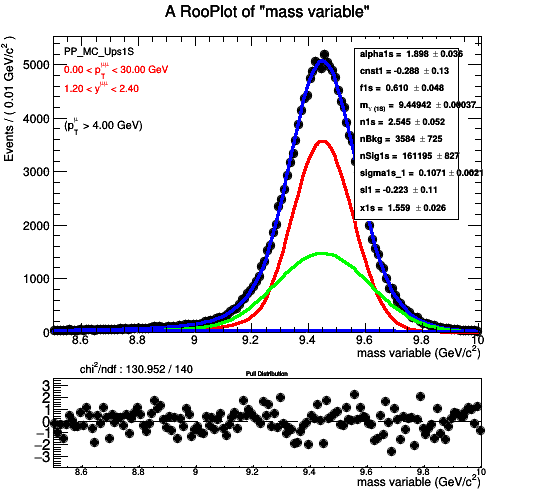 A RooPlot of "mass variable"
Events / ( 0.01 GeV/c² )
5000
4000
3000
2000
1000
0
PP_MC_Ups1S
0.00 < p_T^μμ < 30.00 GeV
1.20 < y^μμ < 2.40
(p_T^μ > 4.00 GeV)
alpha1s = 1.898 ± 0.036
cnst1 = -0.288 ± 0.13
f1s = 0.610 ± 0.048
m_ϒ (1S) = 9.44942 ± 0.00037
n1s = 2.545 ± 0.052
nBkg = 3584 ± 725
nSig1s = 161195 ± 827
sigma1s_1 = 0.1071 ± 0.0021
sl1 = -0.223 ± 0.11
x1s = 1.559 ± 0.026
8.6 8.8 9 9.2 9.4 9.6 9.8 10
mass variable (GeV/c²)
chi²/ndf : 130.952 / 140
Pull Distribution
3
2
1
0
−1
−2
−3
8.6 8.8 9 9.2 9.4 9.6 9.8 10
mass variable (GeV/c²)